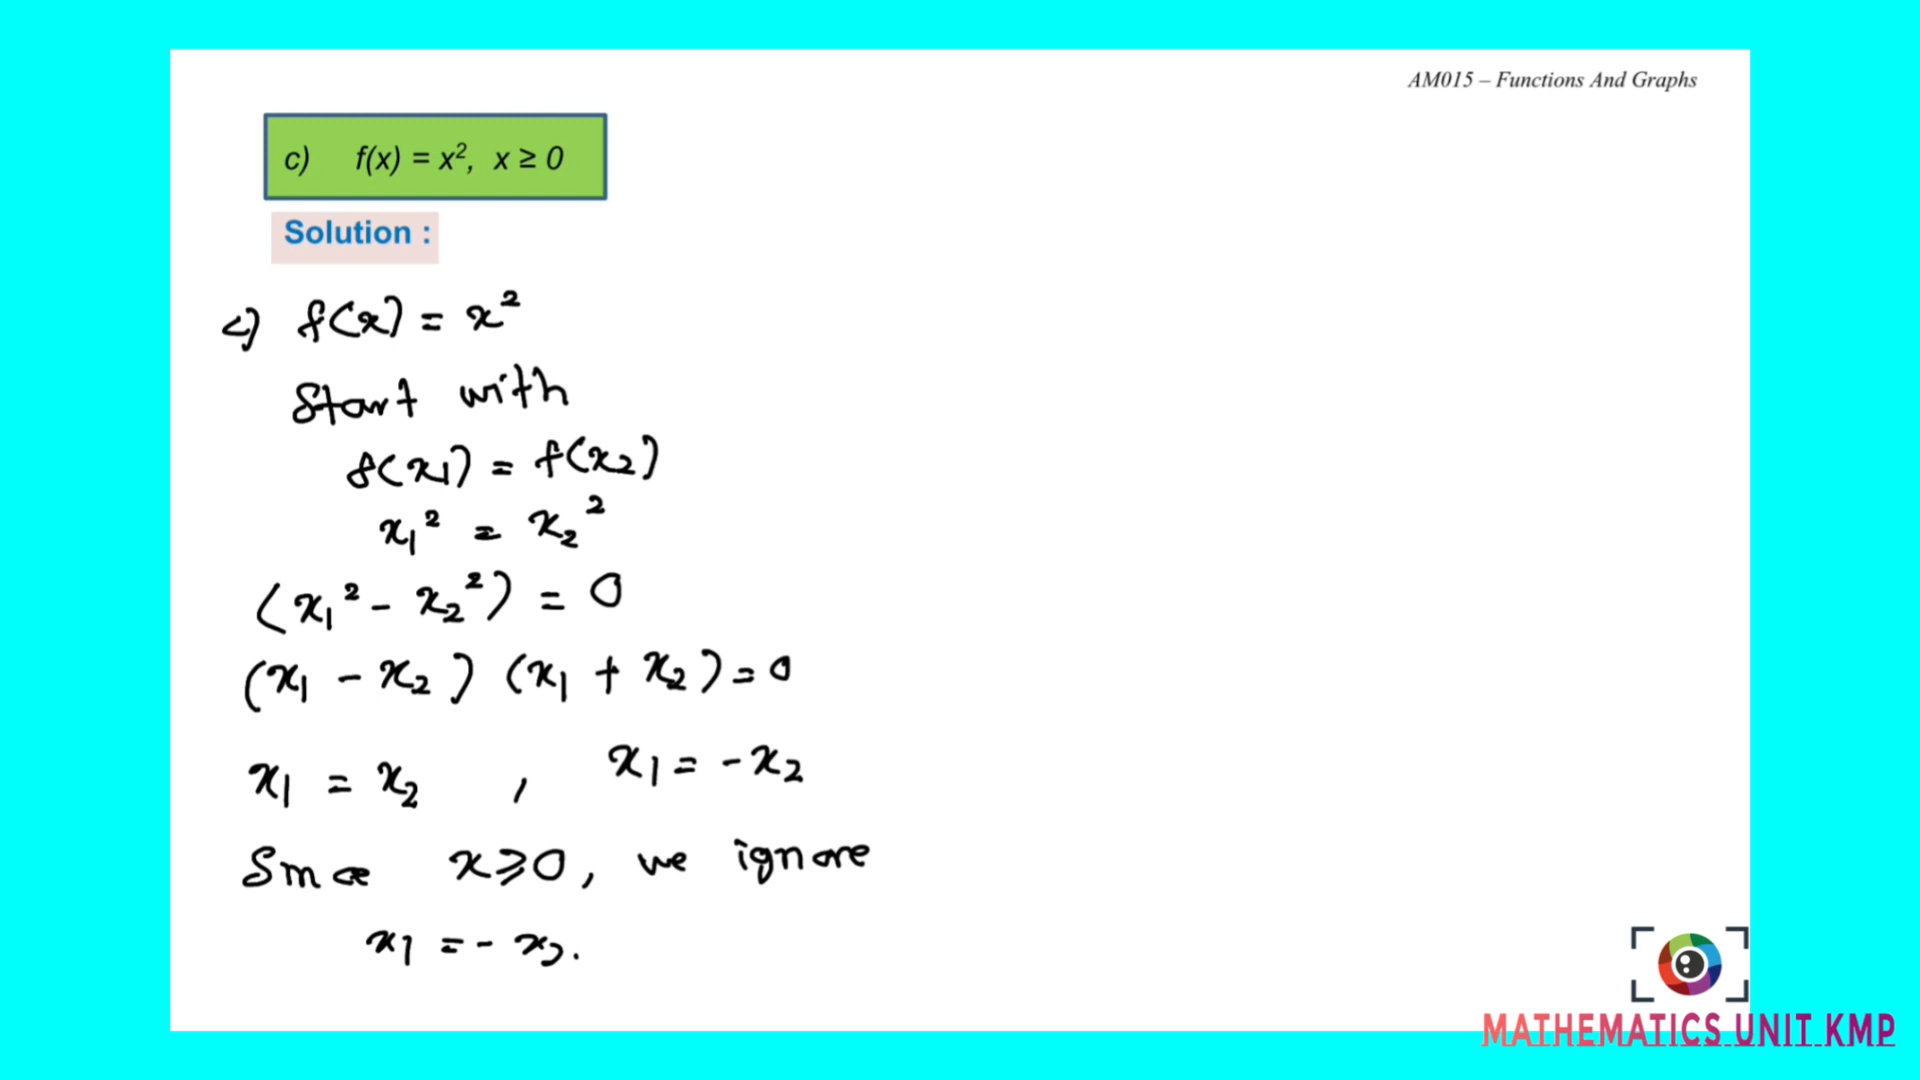 AM015 – Functions And Graphs
c) f(x) = x², x ≥ 0
Solution :
c) f(x) = x²
Start with
f(x₁) = f(x₂)
x₁² = x₂²
(x₁² - x₂²) = 0
(x₁ - x₂) (x₁ + x₂) = 0
x₁ = x₂ , x₁ = -x₂
Since x ⩾ 0, we ignore
x₁ = - x₂.
MATHEMATICS UNIT KMP